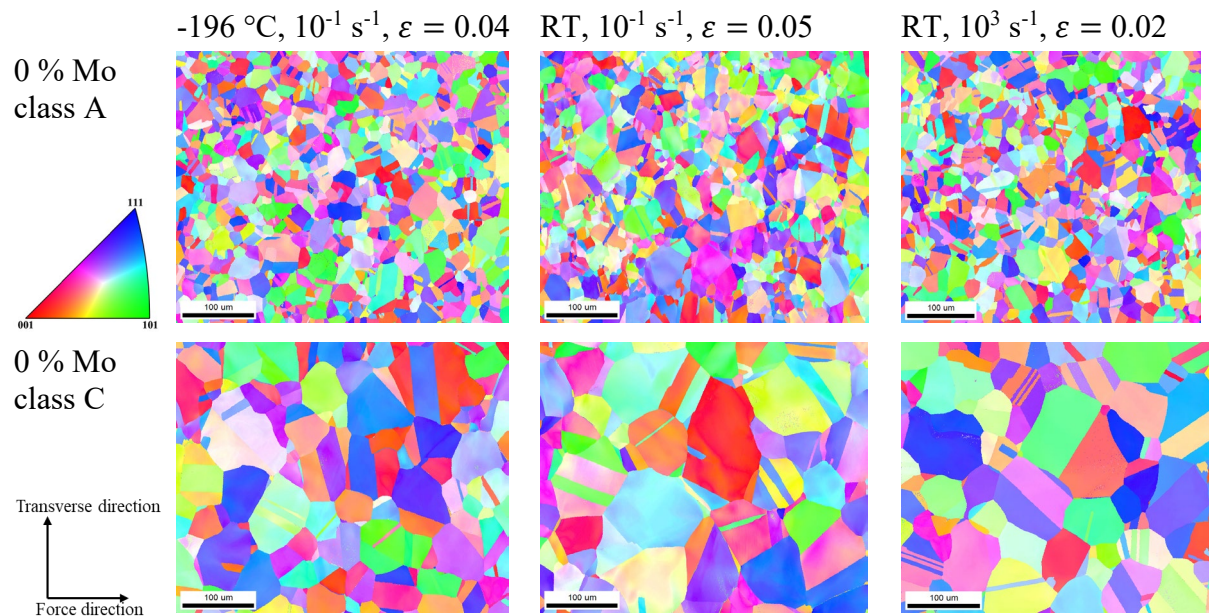 -196 °C, 10⁻¹ s⁻¹, ε = 0.04
RT, 10⁻¹ s⁻¹, ε = 0.05
RT, 10³ s⁻¹, ε = 0.02
0 % Mo
class A
111
001
101
100 um
100 um
100 um
0 % Mo
class C
Transverse direction
Force direction
100 um
100 um
100 um